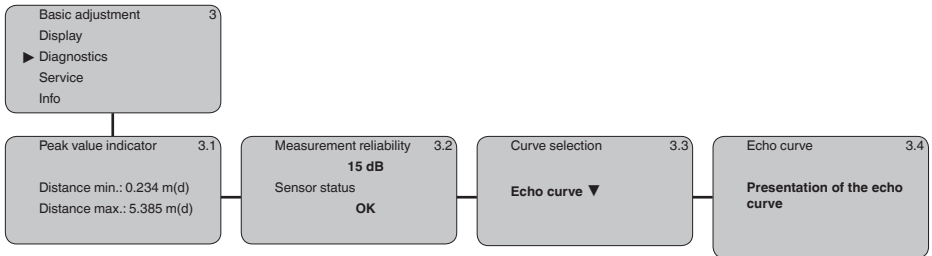 Basic adjustment 3
Display
▶ Diagnostics
Service
Info
Peak value indicator 3.1
Distance min.: 0.234 m(d)
Distance max.: 5.385 m(d)
Measurement reliability 3.2
15 dB
Sensor status
OK
Curve selection 3.3
Echo curve ▼
Echo curve 3.4
Presentation of the echo
curve